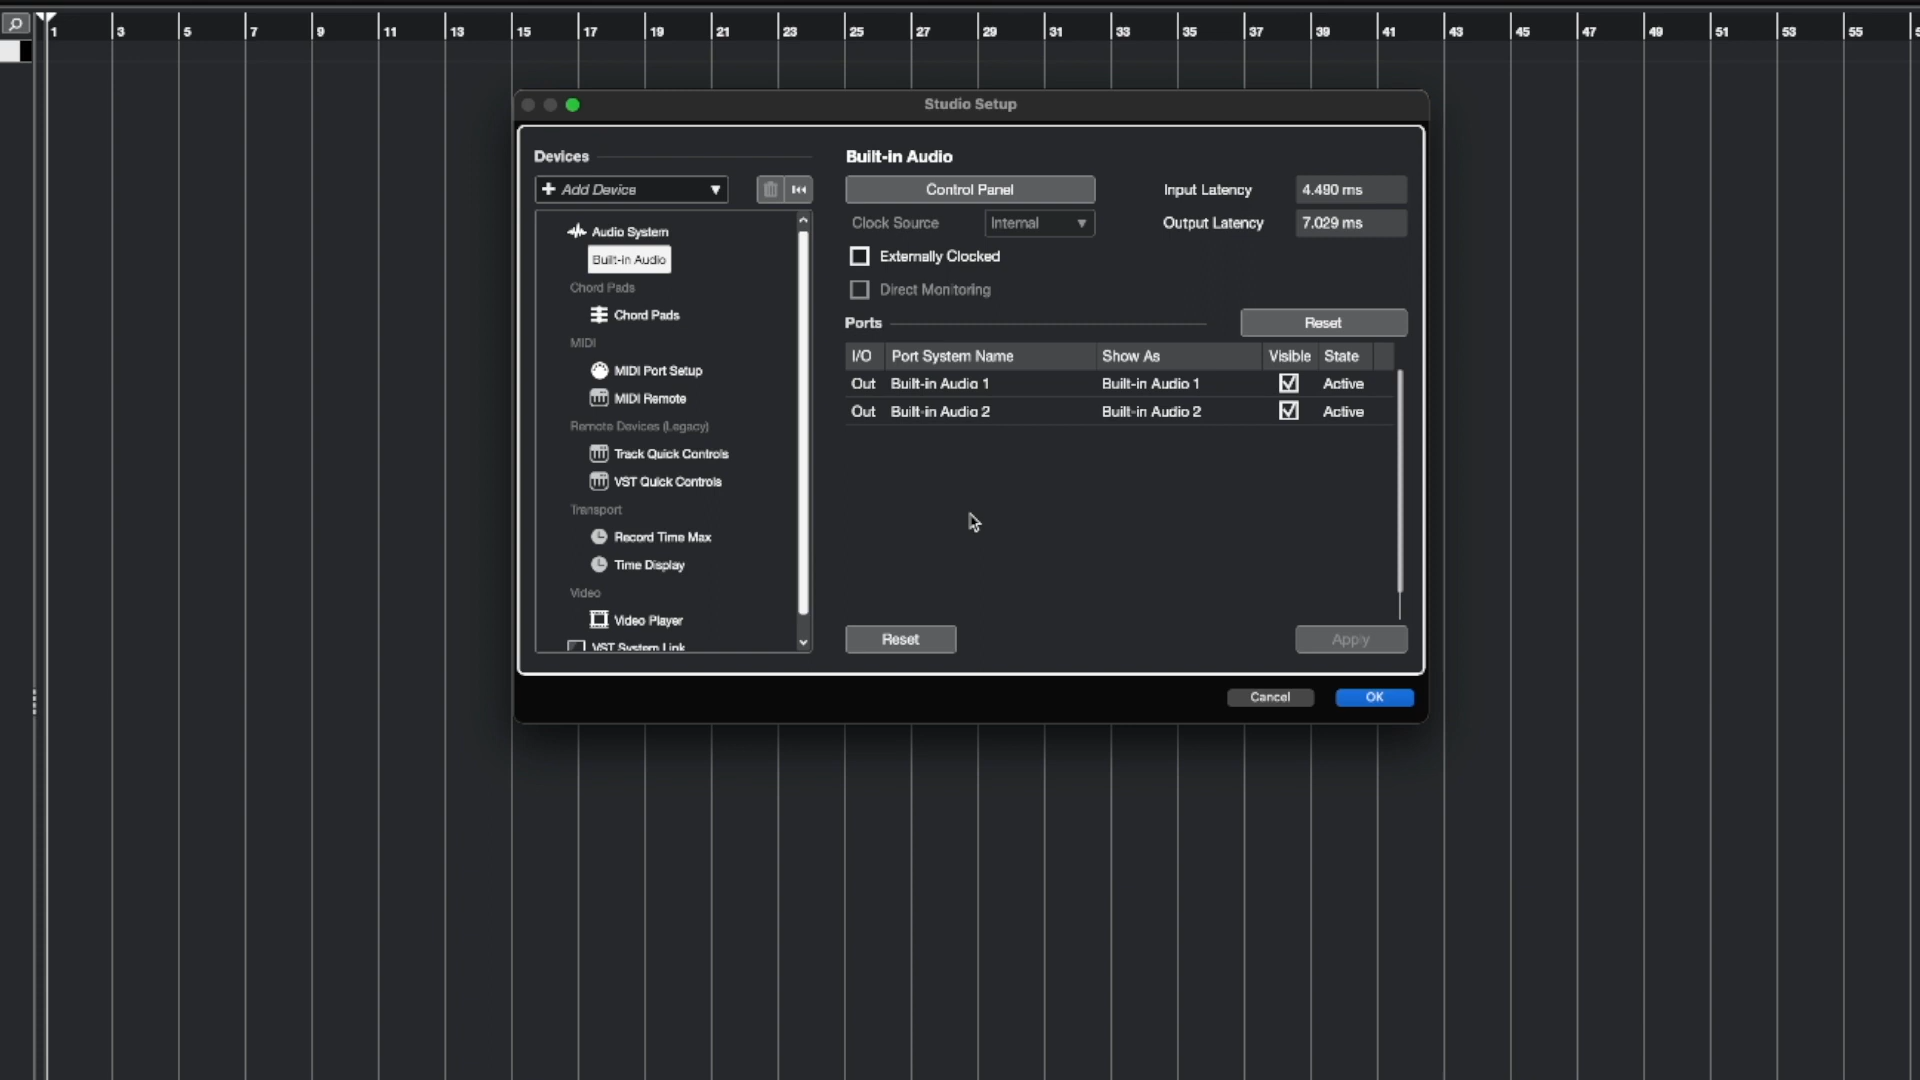 1 3 5 7 9 11 13 15 17 19 21 23 25 27 29 31 33 35 37 39 41 43 45 47 49 51 53 55
Studio Setup
Devices
Add Device
Audio System
Built-in Audio
Chord Pads
Chord Pads
MIDI
MIDI Port Setup
MIDI Remote
Remote Devices (Legacy)
Track Quick Controls
VST Quick Controls
Transport
Record Time Max
Time Display
Video
Video Player
VST System Link
Built-in Audio
Control Panel
Input Latency 4.490 ms
Clock Source Internal
Output Latency 7.029 ms
Externally Clocked
Direct Monitoring
Ports
Reset
I/O Port System Name Show As Visible State
Out Built-in Audio 1 Built-in Audio 1 Active
Out Built-in Audio 2 Built-in Audio 2 Active
Reset
Apply
Cancel
OK